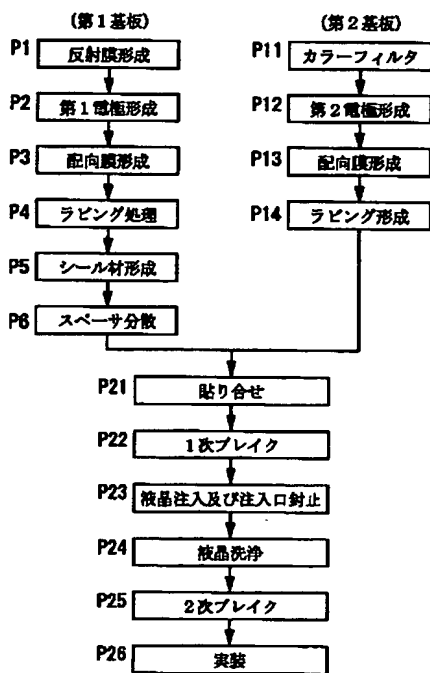 (第1基板)
P1 反射膜形成
P2 第1電極形成
P3 配向膜形成
P4 ラビング処理
P5 シール材形成
P6 スペーサ分散
(第2基板)
P11 カラーフィルタ
P12 第2電極形成
P13 配向膜形成
P14 ラビング形成
P21 貼り合せ
P22 1次ブレイク
P23 液晶注入及び注入口封止
P24 液晶洗浄
P25 2次ブレイク
P26 実装